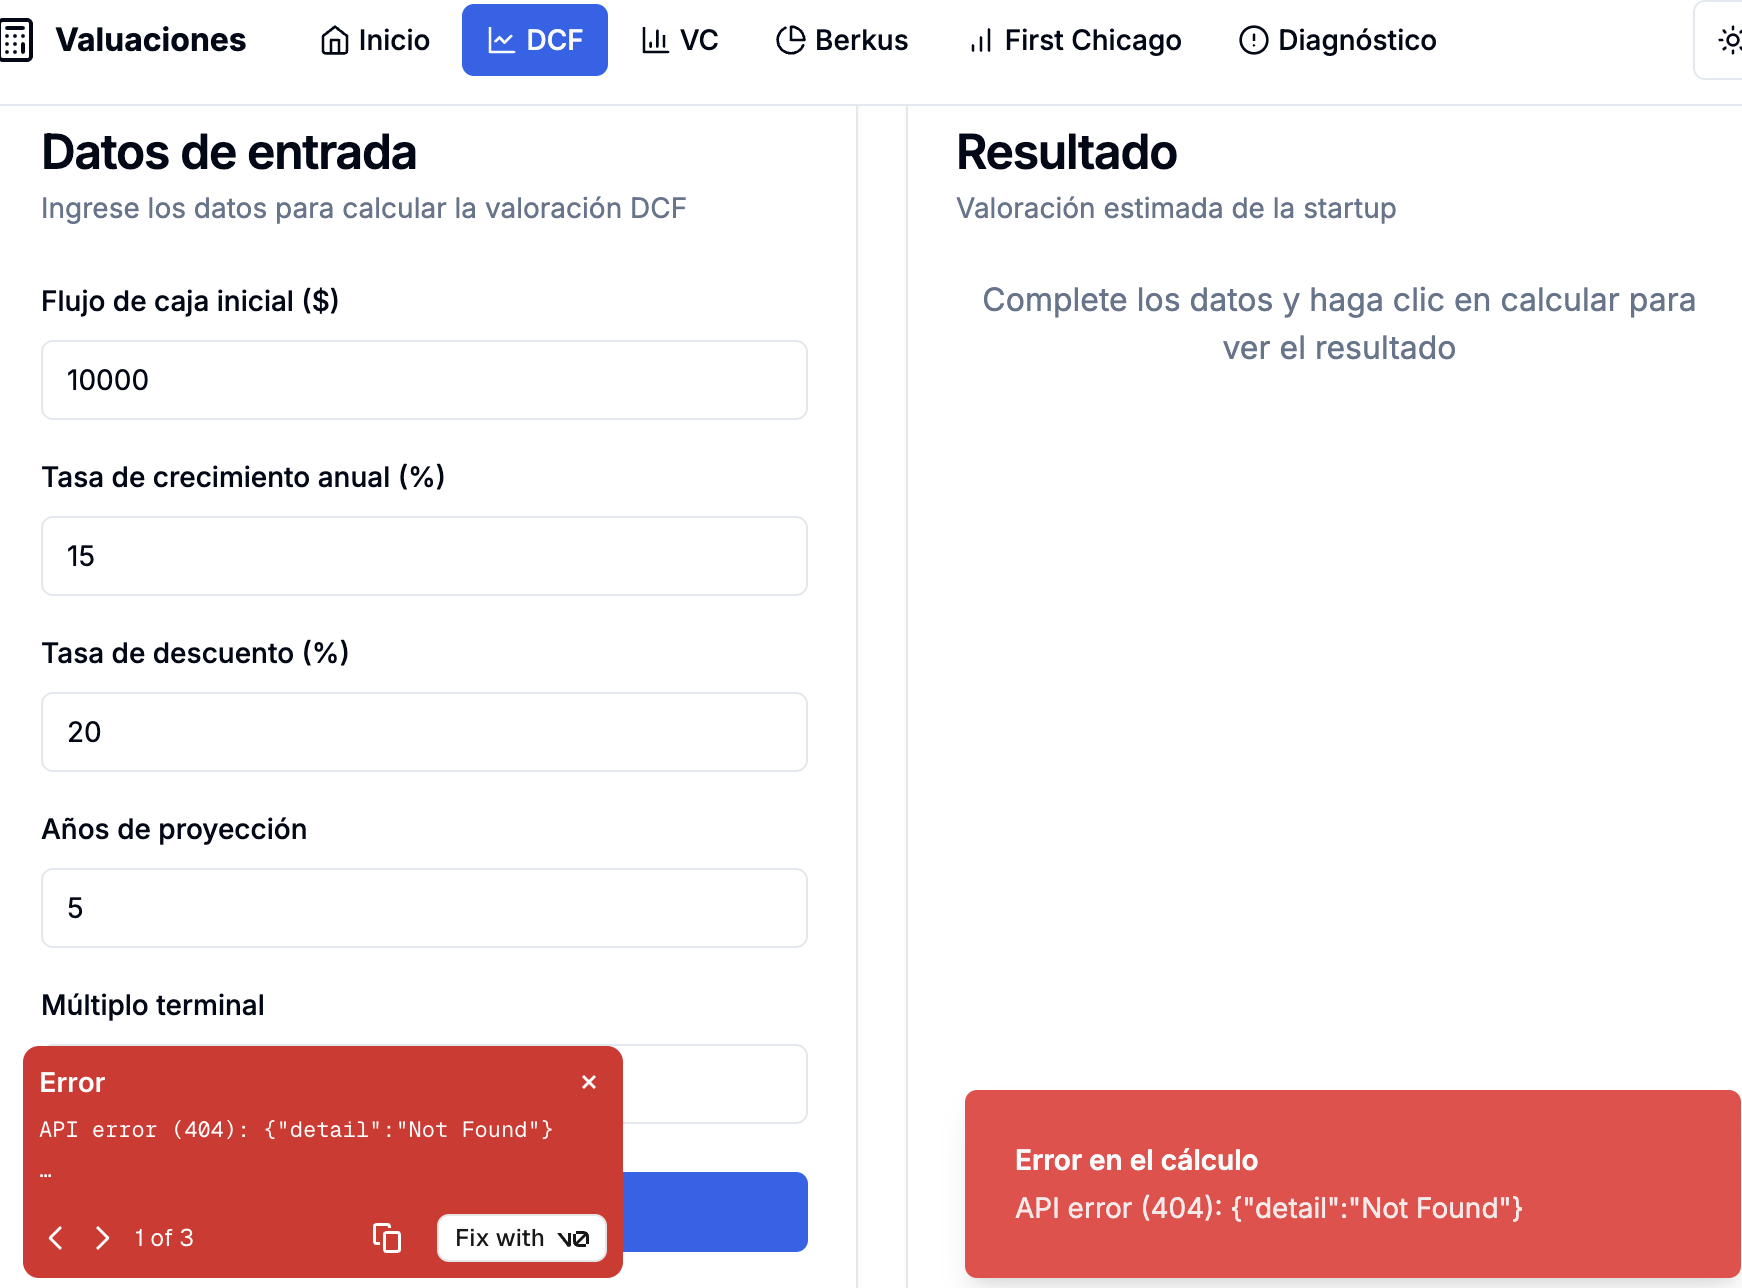 Valuaciones
Inicio
DCF
VC
Berkus
First Chicago
Diagnóstico
Datos de entrada
Ingrese los datos para calcular la valoración DCF
Flujo de caja inicial ($)
10000
Tasa de crecimiento anual (%)
15
Tasa de descuento (%)
20
Años de proyección
5
Múltiplo terminal
Error
API error (404): {"detail":"Not Found"}
…
1 of 3
Fix with v0
Resultado
Valoración estimada de la startup
Complete los datos y haga clic en calcular para
ver el resultado
Error en el cálculo
API error (404): {"detail":"Not Found"}